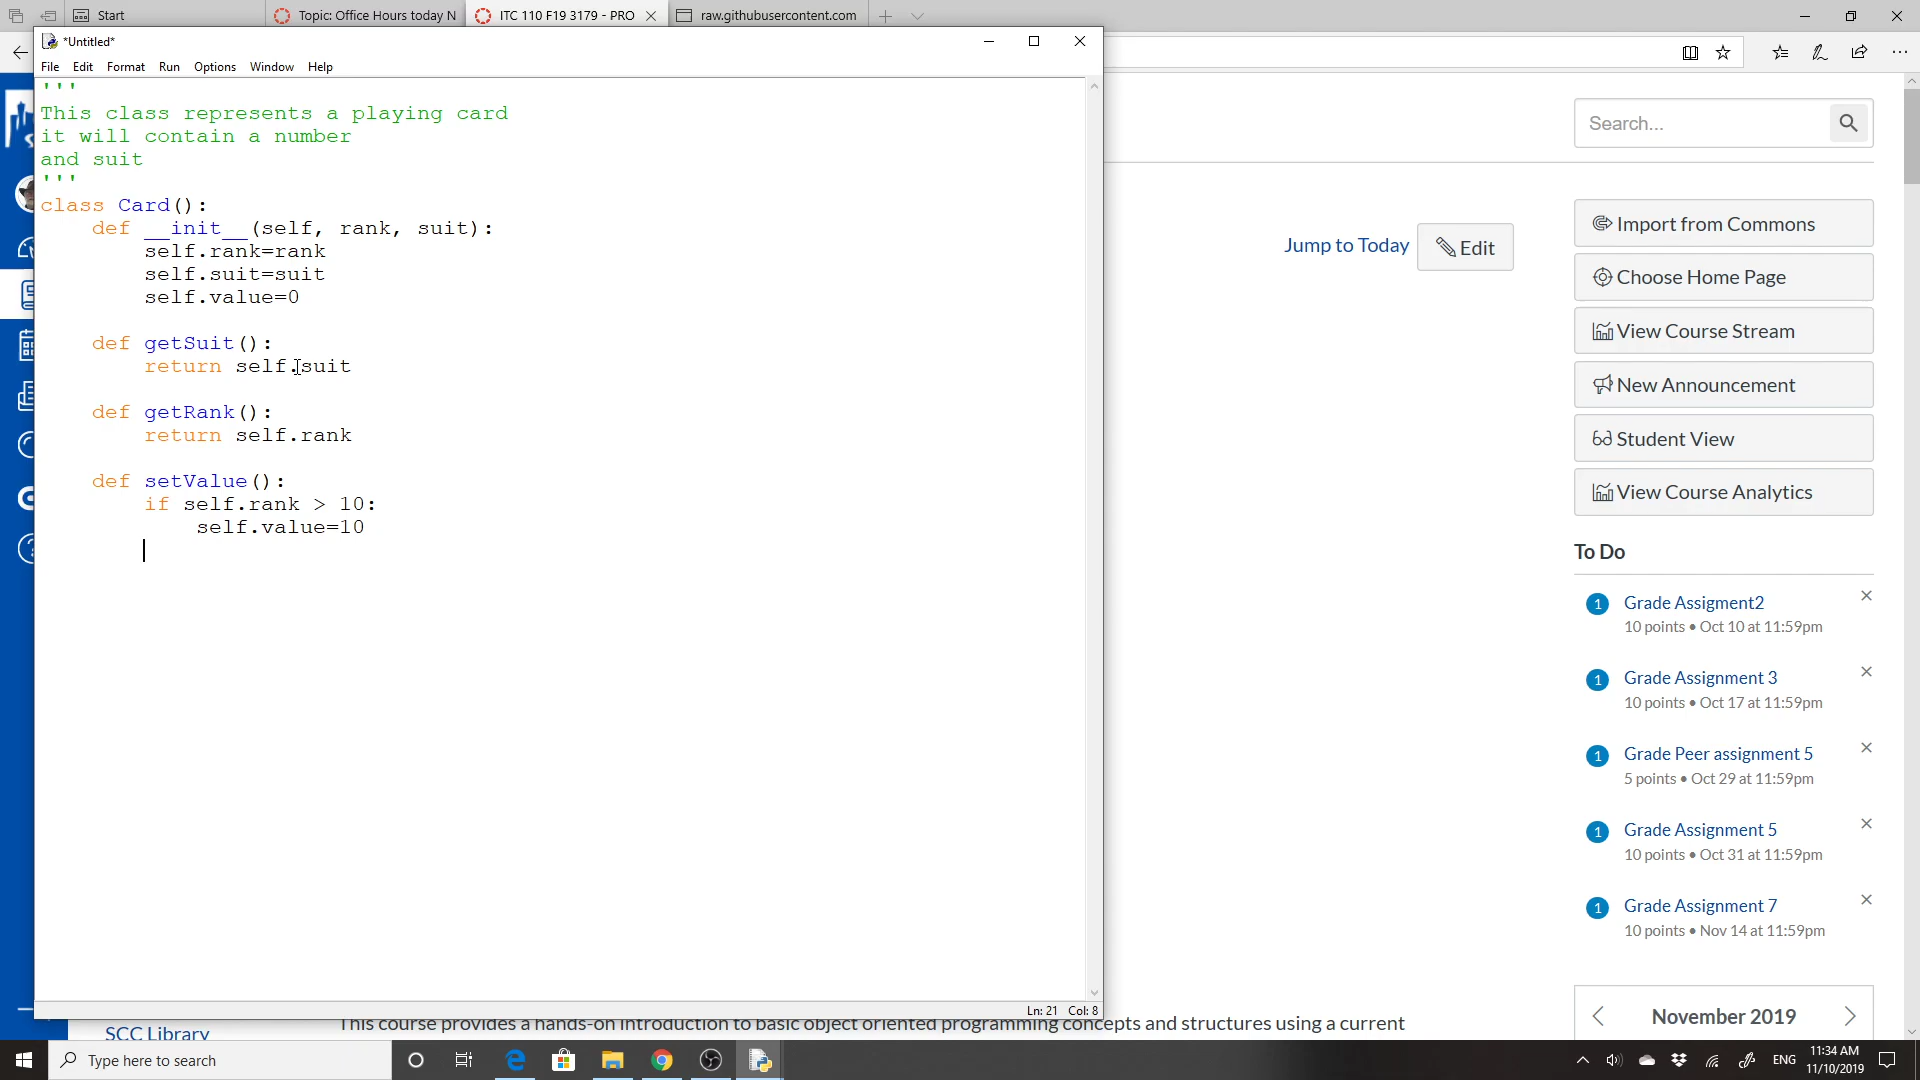 Start
Topic: Office Hours today N
ITC 110 F19 3179 - PRO
raw.githubusercontent.com
*Untitled*
File Edit Format Run Options Window Help
'''
This class represents a playing card
it will contain a number
and suit
'''
class Card():
def __init__(self, rank, suit):
self.rank=rank
self.suit=suit
self.value=0
def getSuit():
return self.suit
def getRank():
return self.rank
def setValue():
if self.rank > 10:
self.value=10
Ln: 21 Col: 8
Search...
Jump to Today
Edit
Import from Commons
Choose Home Page
View Course Stream
New Announcement
Student View
View Course Analytics
To Do
1 Grade Assigment2
10 points • Oct 10 at 11:59pm
1 Grade Assignment 3
10 points • Oct 17 at 11:59pm
1 Grade Peer assignment 5
5 points • Oct 29 at 11:59pm
1 Grade Assignment 5
10 points • Oct 31 at 11:59pm
1 Grade Assignment 7
10 points • Nov 14 at 11:59pm
November 2019
SCC Library
This course provides a hands-on introduction to basic object oriented programming concepts and structures using a current
Type here to search
ENG
11:34 AM
11/10/2019